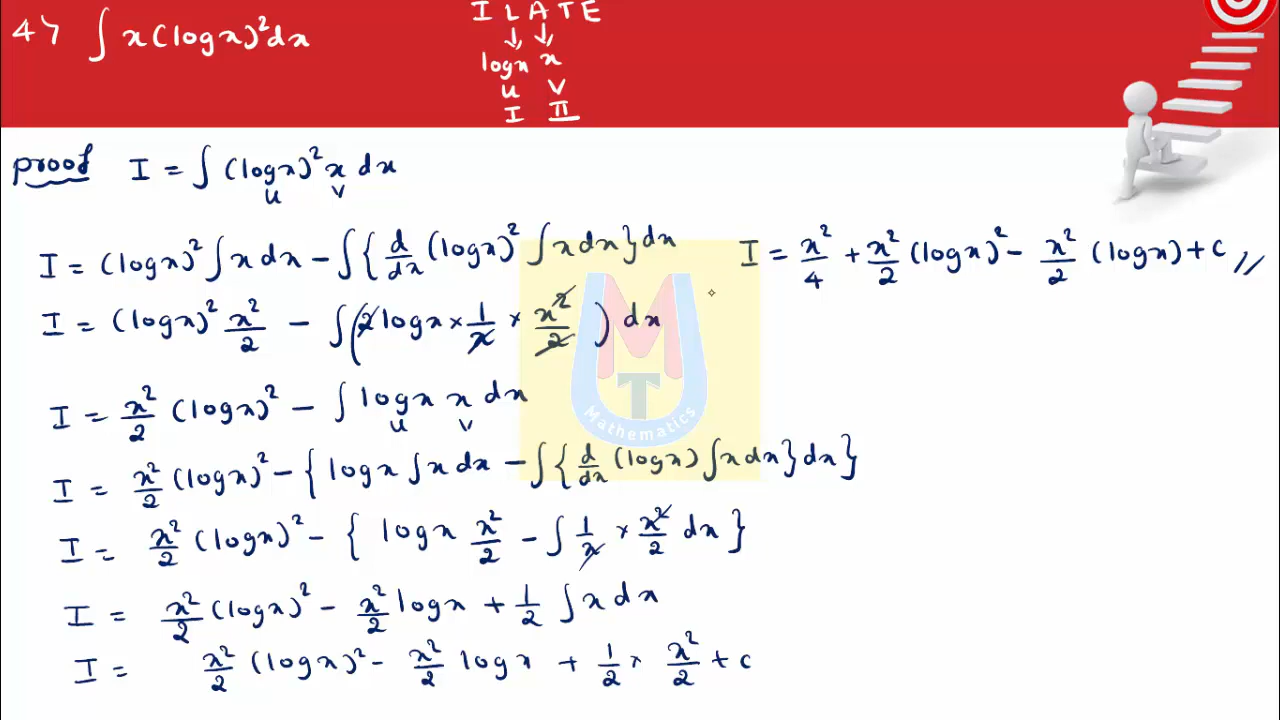 4) ∫ x(logx)²dx
I L A T E
↓ ↓
logx x
u v
I II
proof I = ∫ (logx)² x dx
u v
I = (logx)² ∫ x dx - ∫ { d/dx (logx)² ∫ x dx } dx
I = (logx)² x²/2 - ∫ ( 2 logx × 1/x × x²/2 ) dx
I = x²/2 (logx)² - ∫ logx x dx
u v
I = x²/2 (logx)² - { logx ∫ x dx - ∫ { d/dx (logx) ∫ x dx } dx }
I = x²/2 (logx)² - { logx x²/2 - ∫ 1/x × x²/2 dx }
I = x²/2 (logx)² - x²/2 logx + 1/2 ∫ x dx
I = x²/2 (logx)² - x²/2 logx + 1/2 × x²/2 + c
I = x²/4 + x²/2 (logx)² - x²/2 (logx) + c //
M
U T
Mathematics